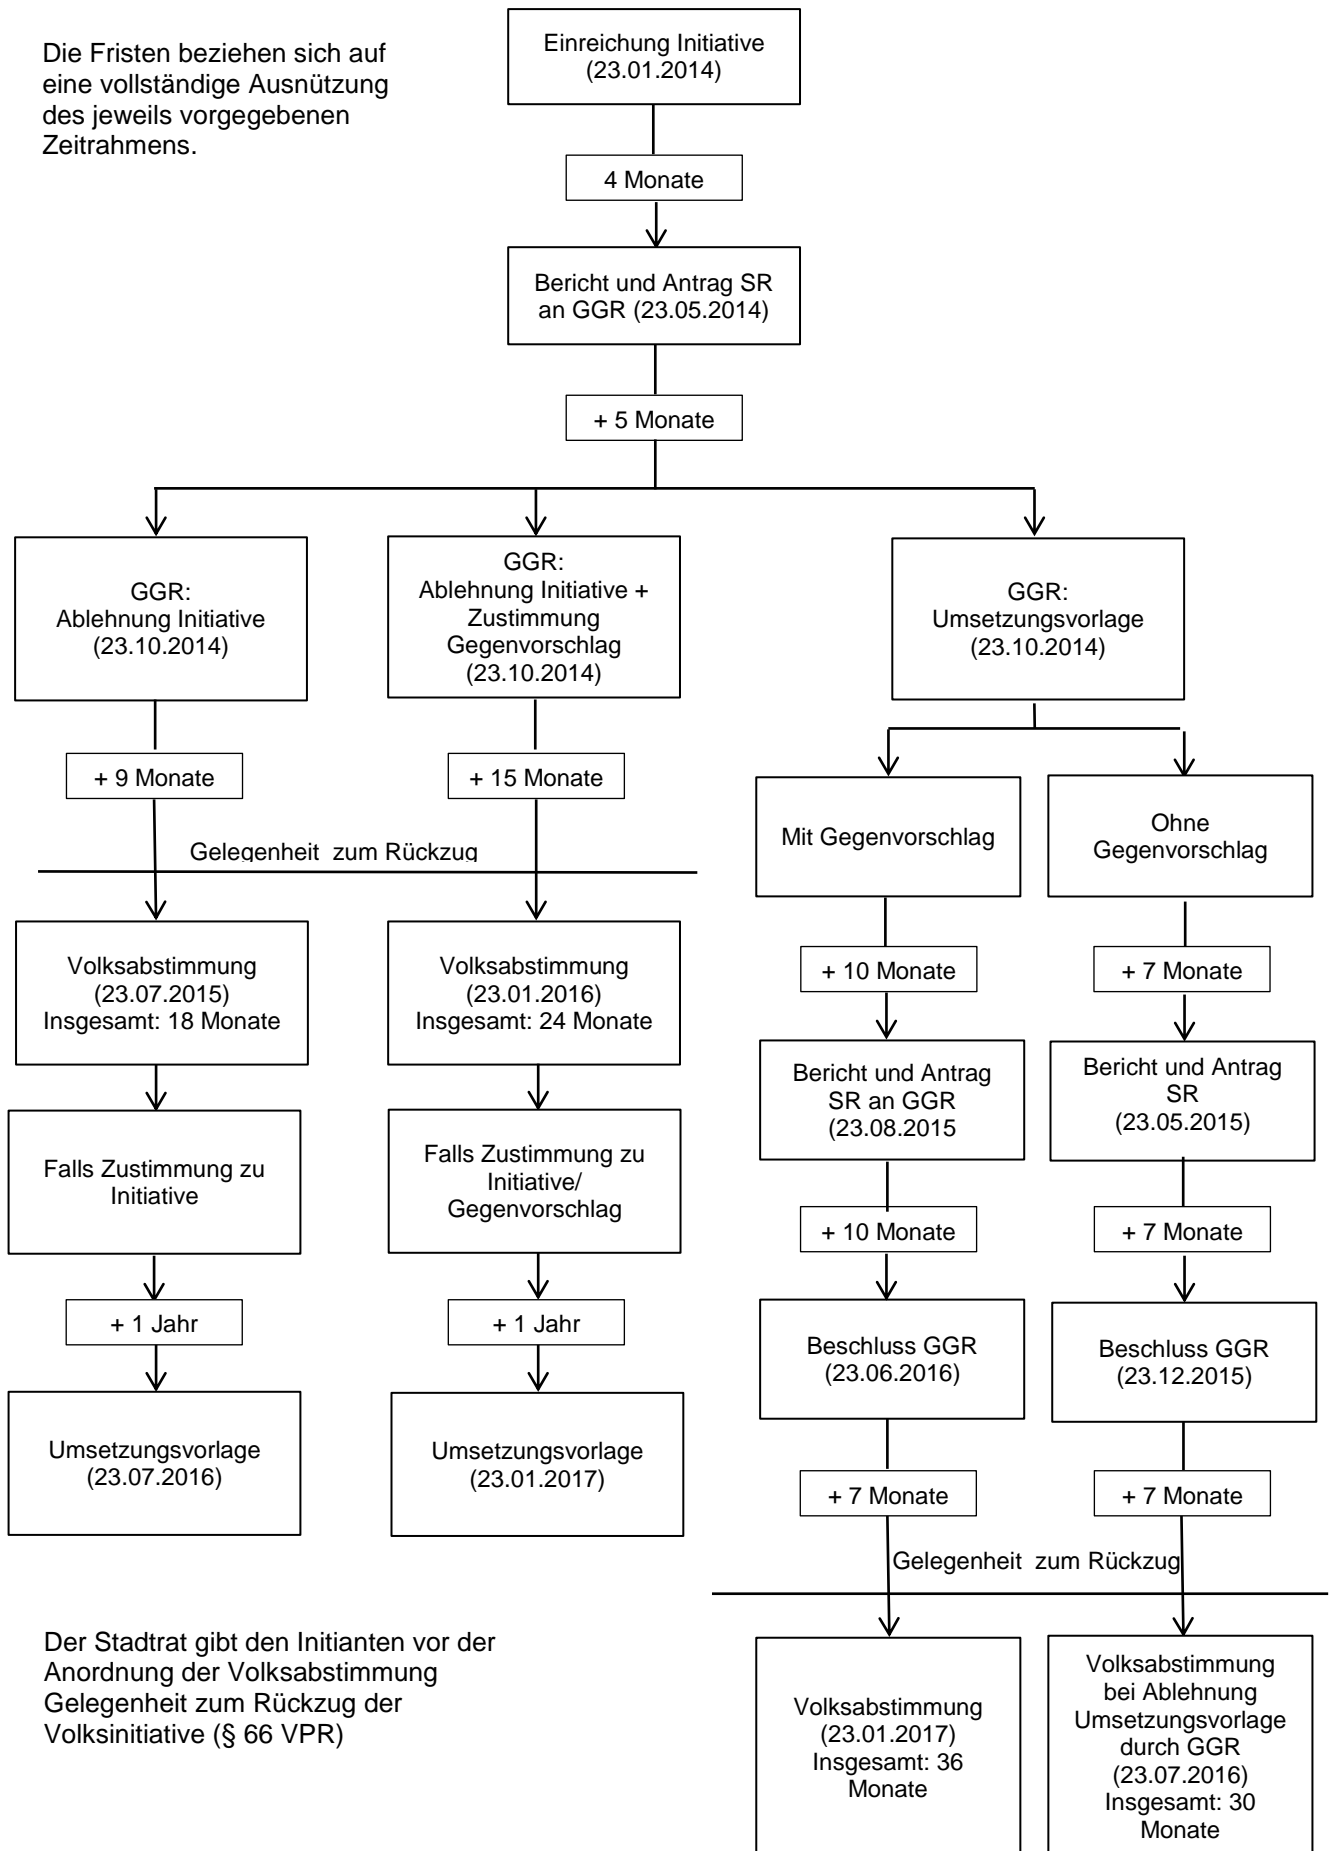 Die Fristen beziehen sich auf
eine vollständige Ausnützung
des jeweils vorgegebenen
Zeitrahmens.
Einreichung Initiative
(23.01.2014)
4 Monate
Bericht und Antrag SR
an GGR (23.05.2014)
+ 5 Monate
GGR:
Ablehnung Initiative
(23.10.2014)
GGR:
Ablehnung Initiative +
Zustimmung
Gegenvorschlag
(23.10.2014)
GGR:
Umsetzungsvorlage
(23.10.2014)
+ 9 Monate
+ 15 Monate
Mit Gegenvorschlag
Ohne
Gegenvorschlag
Gelegenheit zum Rückzug
Volksabstimmung
(23.07.2015)
Insgesamt: 18 Monate
Volksabstimmung
(23.01.2016)
Insgesamt: 24 Monate
+ 10 Monate
+ 7 Monate
Bericht und Antrag
SR an GGR
(23.08.2015
Bericht und Antrag
SR
(23.05.2015)
Falls Zustimmung zu
Initiative
Falls Zustimmung zu
Initiative/
Gegenvorschlag
+ 10 Monate
+ 7 Monate
+ 1 Jahr
+ 1 Jahr
Beschluss GGR
(23.06.2016)
Beschluss GGR
(23.12.2015)
Umsetzungsvorlage
(23.07.2016)
Umsetzungsvorlage
(23.01.2017)
+ 7 Monate
+ 7 Monate
Gelegenheit zum Rückzug
Der Stadtrat gibt den Initianten vor der
Anordnung der Volksabstimmung
Gelegenheit zum Rückzug der
Volksinitiative (§ 66 VPR)
Volksabstimmung
(23.01.2017)
Insgesamt: 36
Monate
Volksabstimmung
bei Ablehnung
Umsetzungsvorlage
durch GGR
(23.07.2016)
Insgesamt: 30
Monate